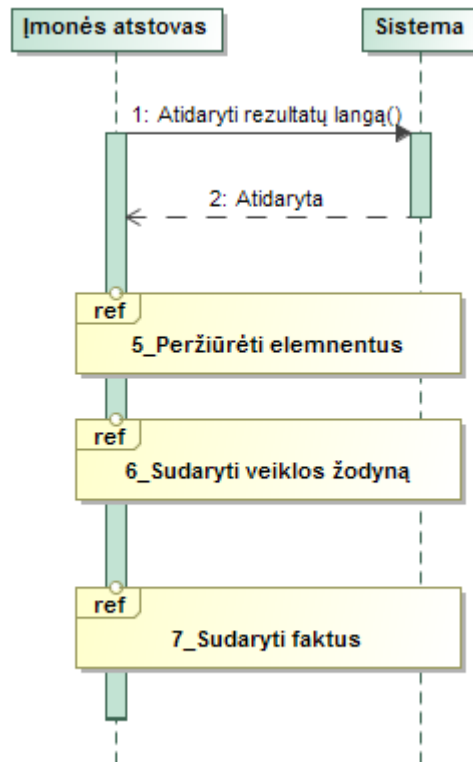 Įmonės atstovas
Sistema
1: Atidaryti rezultatų langą()
2: Atidaryta
ref
5_Peržiūrėti elemnentus
ref
6_Sudaryti veiklos žodyną
ref
7_Sudaryti faktus